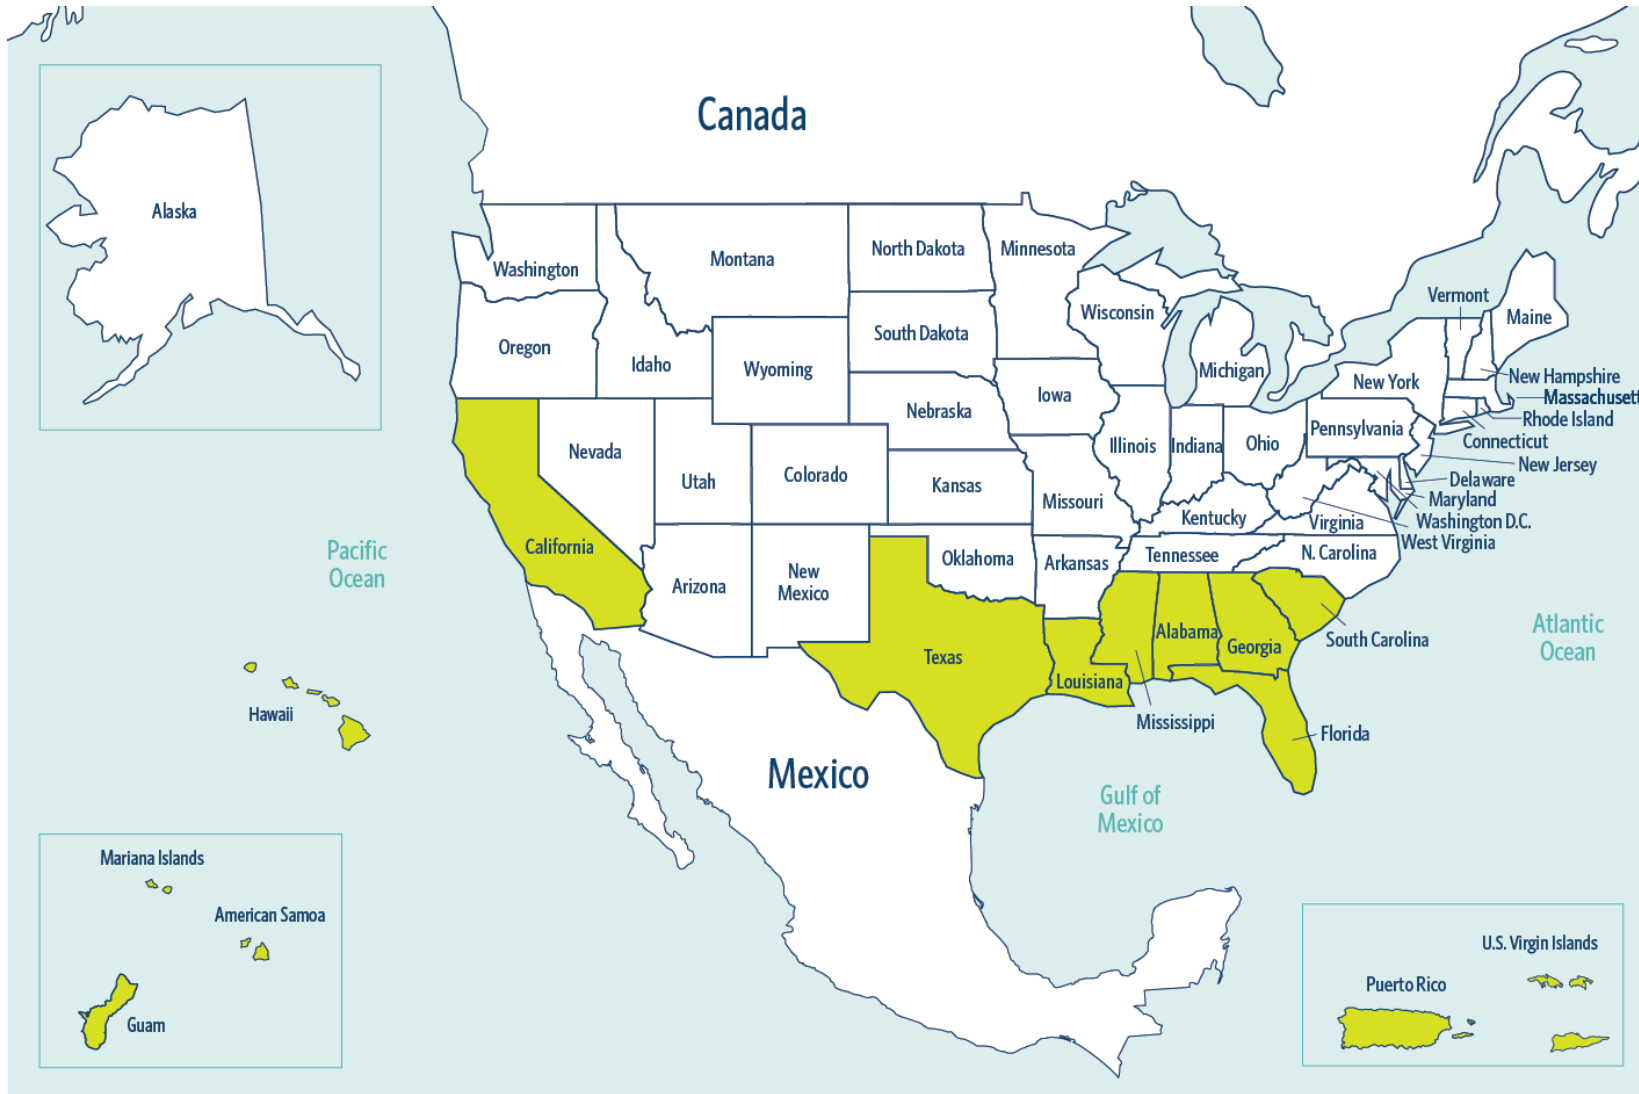 Canada
Alaska
Washington
Montana
North Dakota
Minnesota
Wisconsin
Vermont
Maine
Oregon
Idaho
Wyoming
South Dakota
Michigan
New York
New Hampshire
Massachusett
Rhode Island
Connecticut
New Jersey
Delaware
Maryland
Washington D.C.
West Virginia
Nebraska
Iowa
Illinois
Indiana
Ohio
Pennsylvania
Nevada
Utah
Colorado
Kansas
Missouri
Kentucky
Virginia
California
Arizona
New
Mexico
Oklahoma
Arkansas
Tennessee
N. Carolina
Pacific
Ocean
Texas
Louisiana
Alabama
Georgia
South Carolina
Mississippi
Florida
Atlantic
Ocean
Hawaii
Mexico
Gulf of
Mexico
Mariana Islands
American Samoa
Guam
U.S. Virgin Islands
Puerto Rico